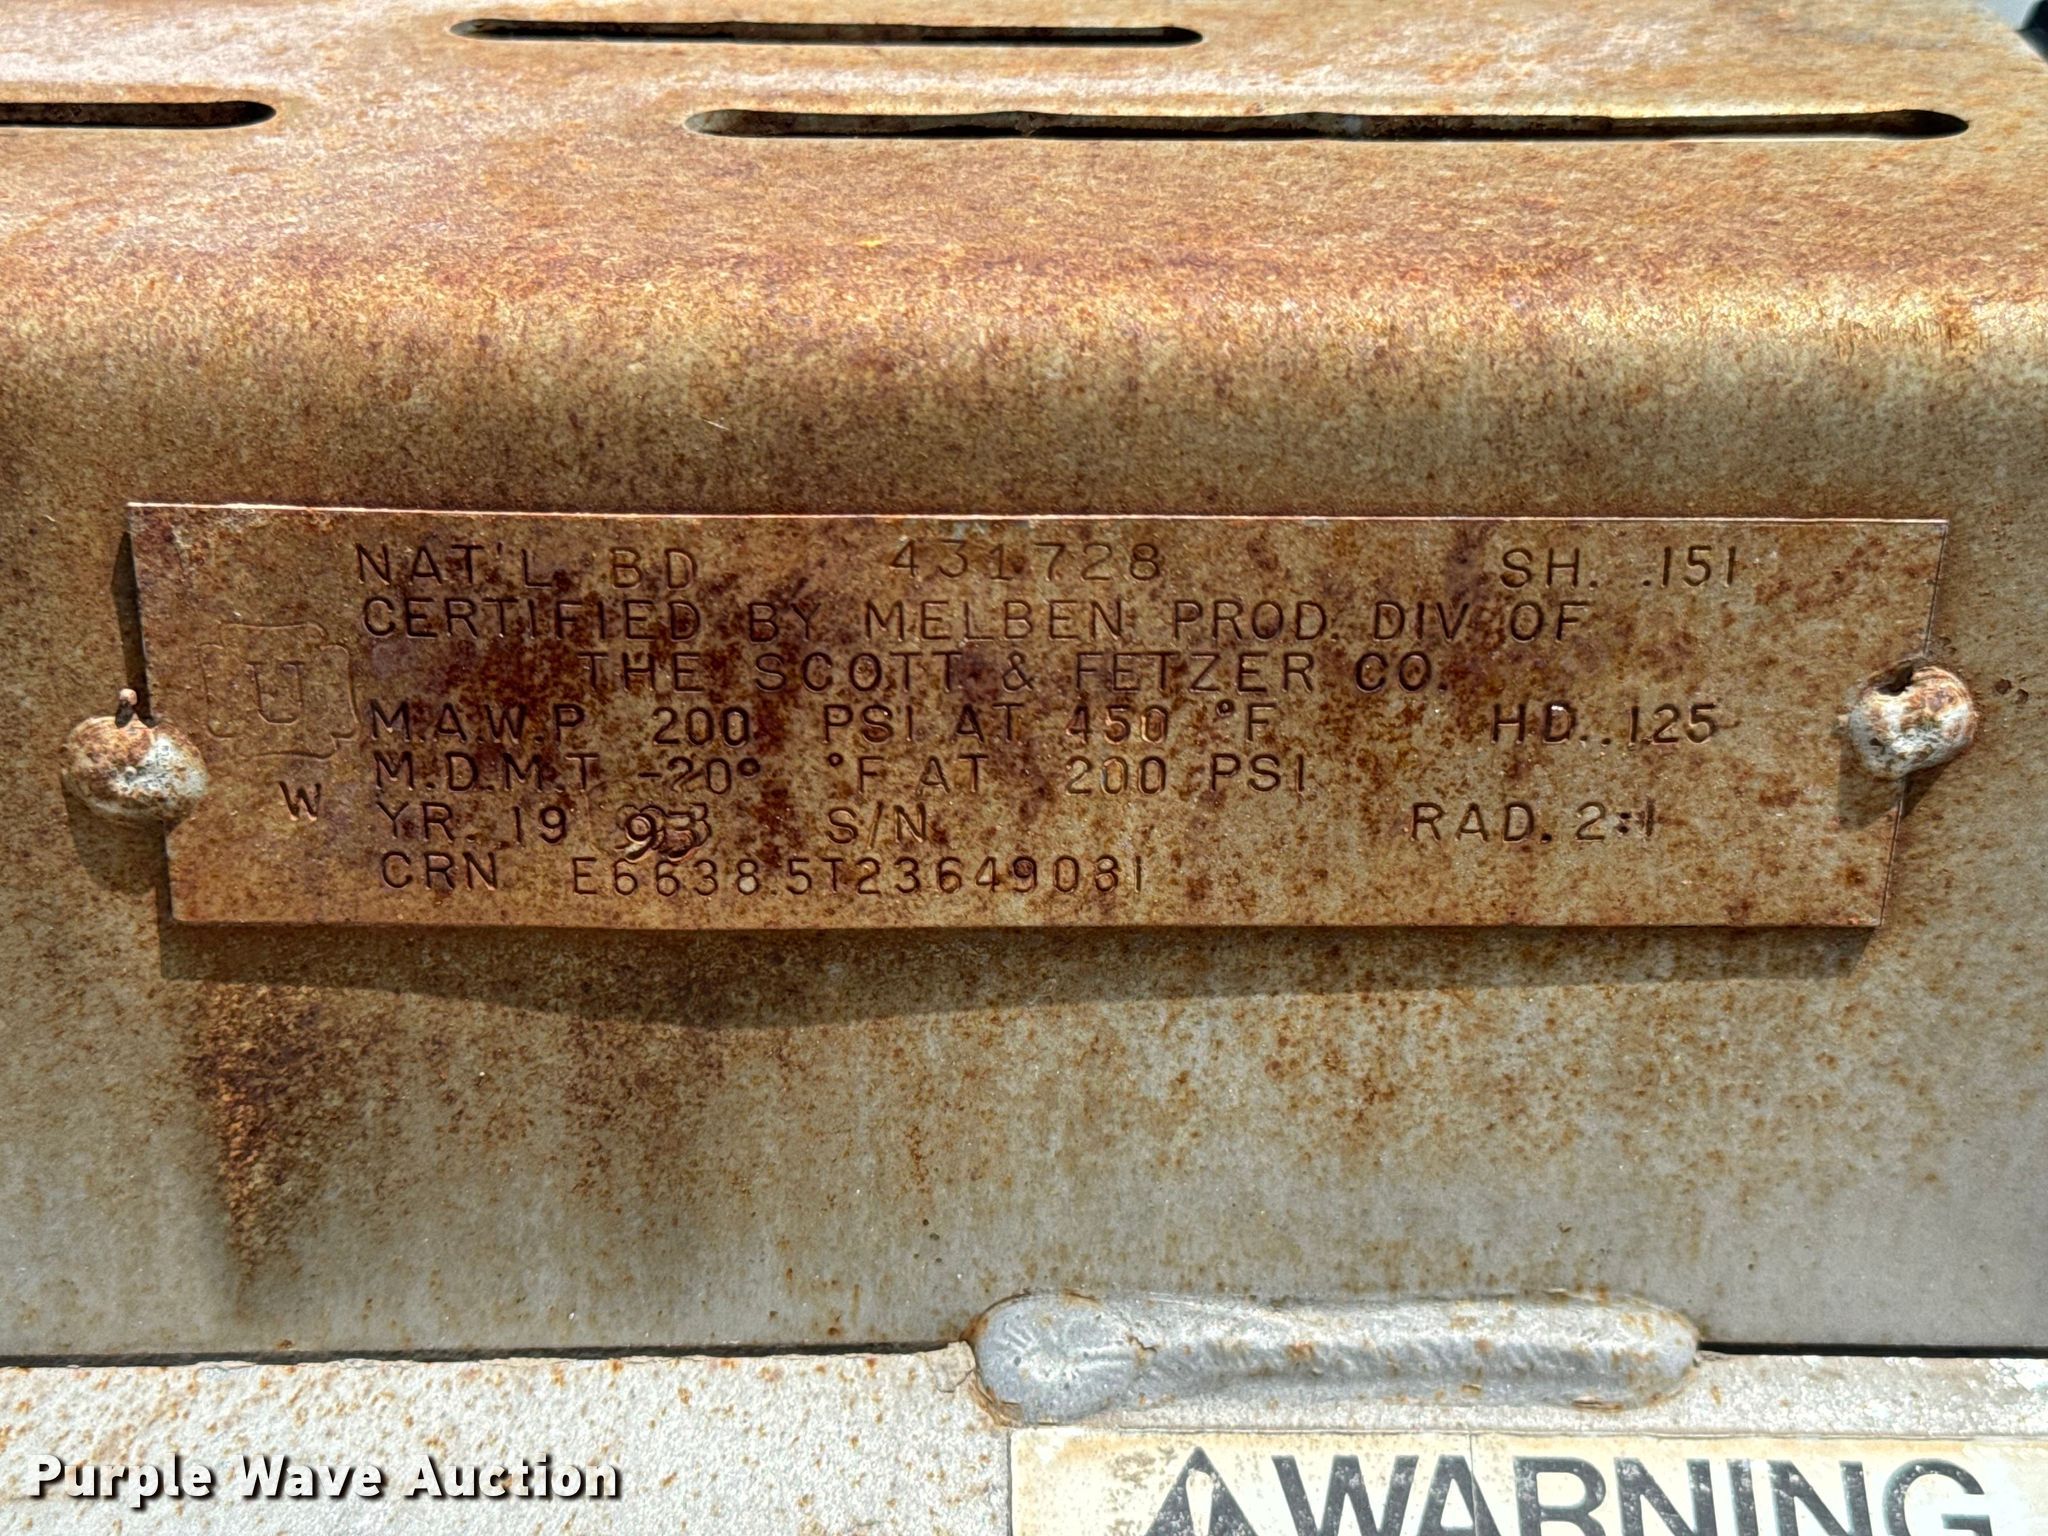 NAT'L BD 431728 SH. .151
CERTIFIED BY MELBEN PROD. DIV OF
THE SCOTT & FETZER CO.
U
M.A.W.P. 200 PSI AT 450 °F HD. .125
M.D.M.T -20° °F AT 200 PSI
W
YR. 19 93 S/N RAD. 2:1
CRN E6638.5T23649081
WARNING
Purple Wave Auction